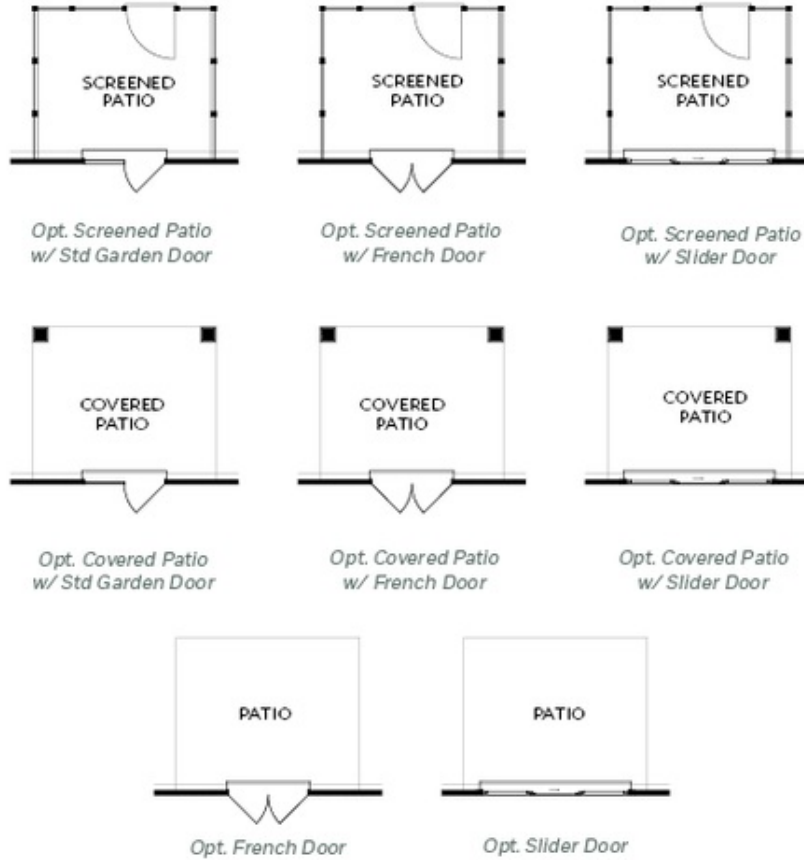 SCREENED
PATIO
SCREENED
PATIO
SCREENED
PATIO
Opt. Screened Patio
w/ Std Garden Door
Opt. Screened Patio
w/ French Door
Opt. Screened Patio
w/ Slider Door
COVERED
PATIO
COVERED
PATIO
COVERED
PATIO
Opt. Covered Patio
w/ Std Garden Door
Opt. Covered Patio
w/ French Door
Opt. Covered Patio
w/ Slider Door
PATIO
PATIO
Opt. French Door
Opt. Slider Door